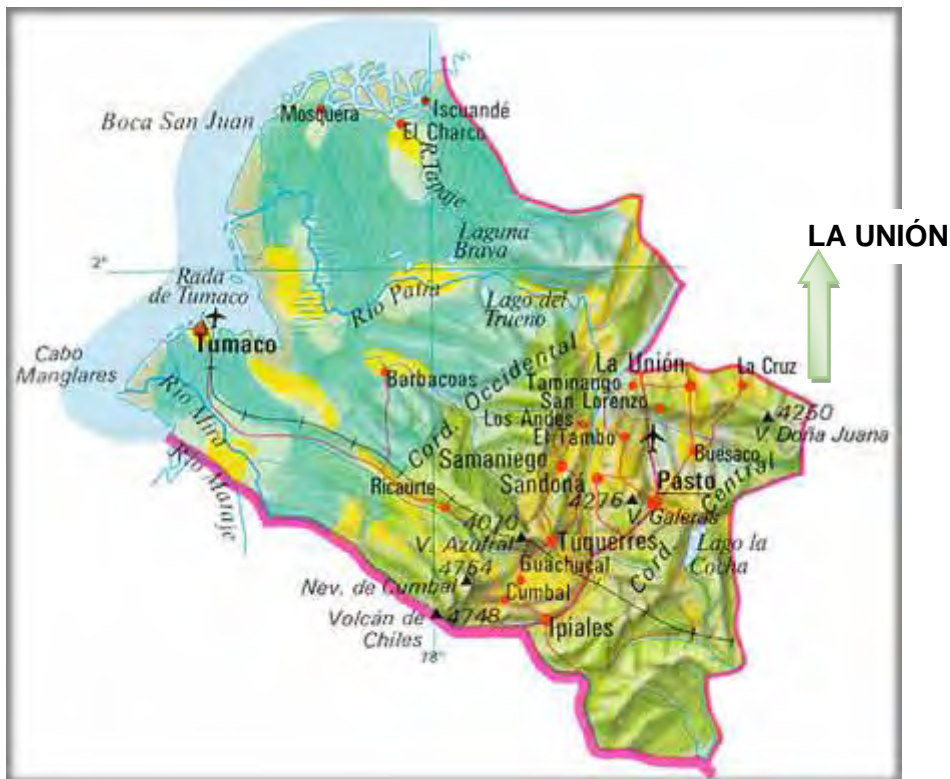 Mosquera
Iscuandé
El Charco
Boca San Juan
R. Tapaje
Laguna
Brava
LA UNIÓN
2°
Rada
de Tumaco
Río Patía
Lago del
Trueno
Tumaco
Cabo
Manglares
Barbacoas
Cord. Occidental
La Unión
La Cruz
Taminango
San Lorenzo
Los Andes
El Tambo
4250
V. Doña Juana
Río Mira
Río Mataje
Samaniego
Buesaco
Sandoná
Pasto
4276
V. Galeras
Cord. Central
Ricaurte
4070
V. Azufral
Tuquerres
Lago la
Cocha
4764
Guachucal
Nev. de Cumbal
Cumbal
Volcán de
Chiles
4748
Ipiales
78°